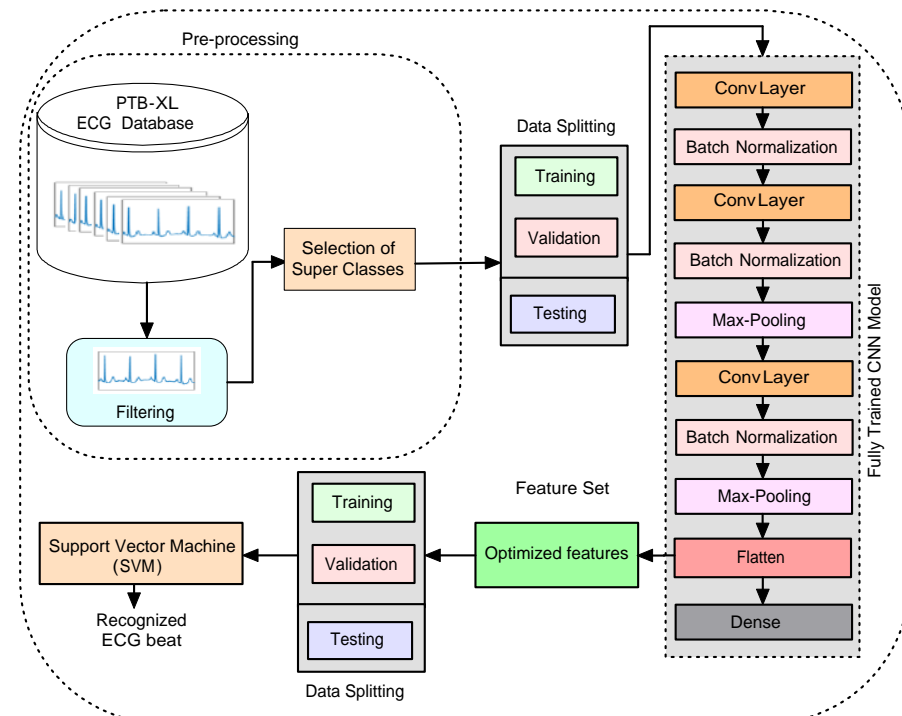 Pre-processing
PTB-XL
ECG Database
Filtering
Selection of
Super Classes
Data Splitting
Training
Validation
Testing
Conv Layer
Batch Normalization
Conv Layer
Batch Normalization
Max-Pooling
Conv Layer
Batch Normalization
Max-Pooling
Flatten
Dense
Fully Trained CNN Model
Feature Set
Optimized features
Training
Validation
Testing
Data Splitting
Support Vector Machine
(SVM)
Recognized
ECG beat